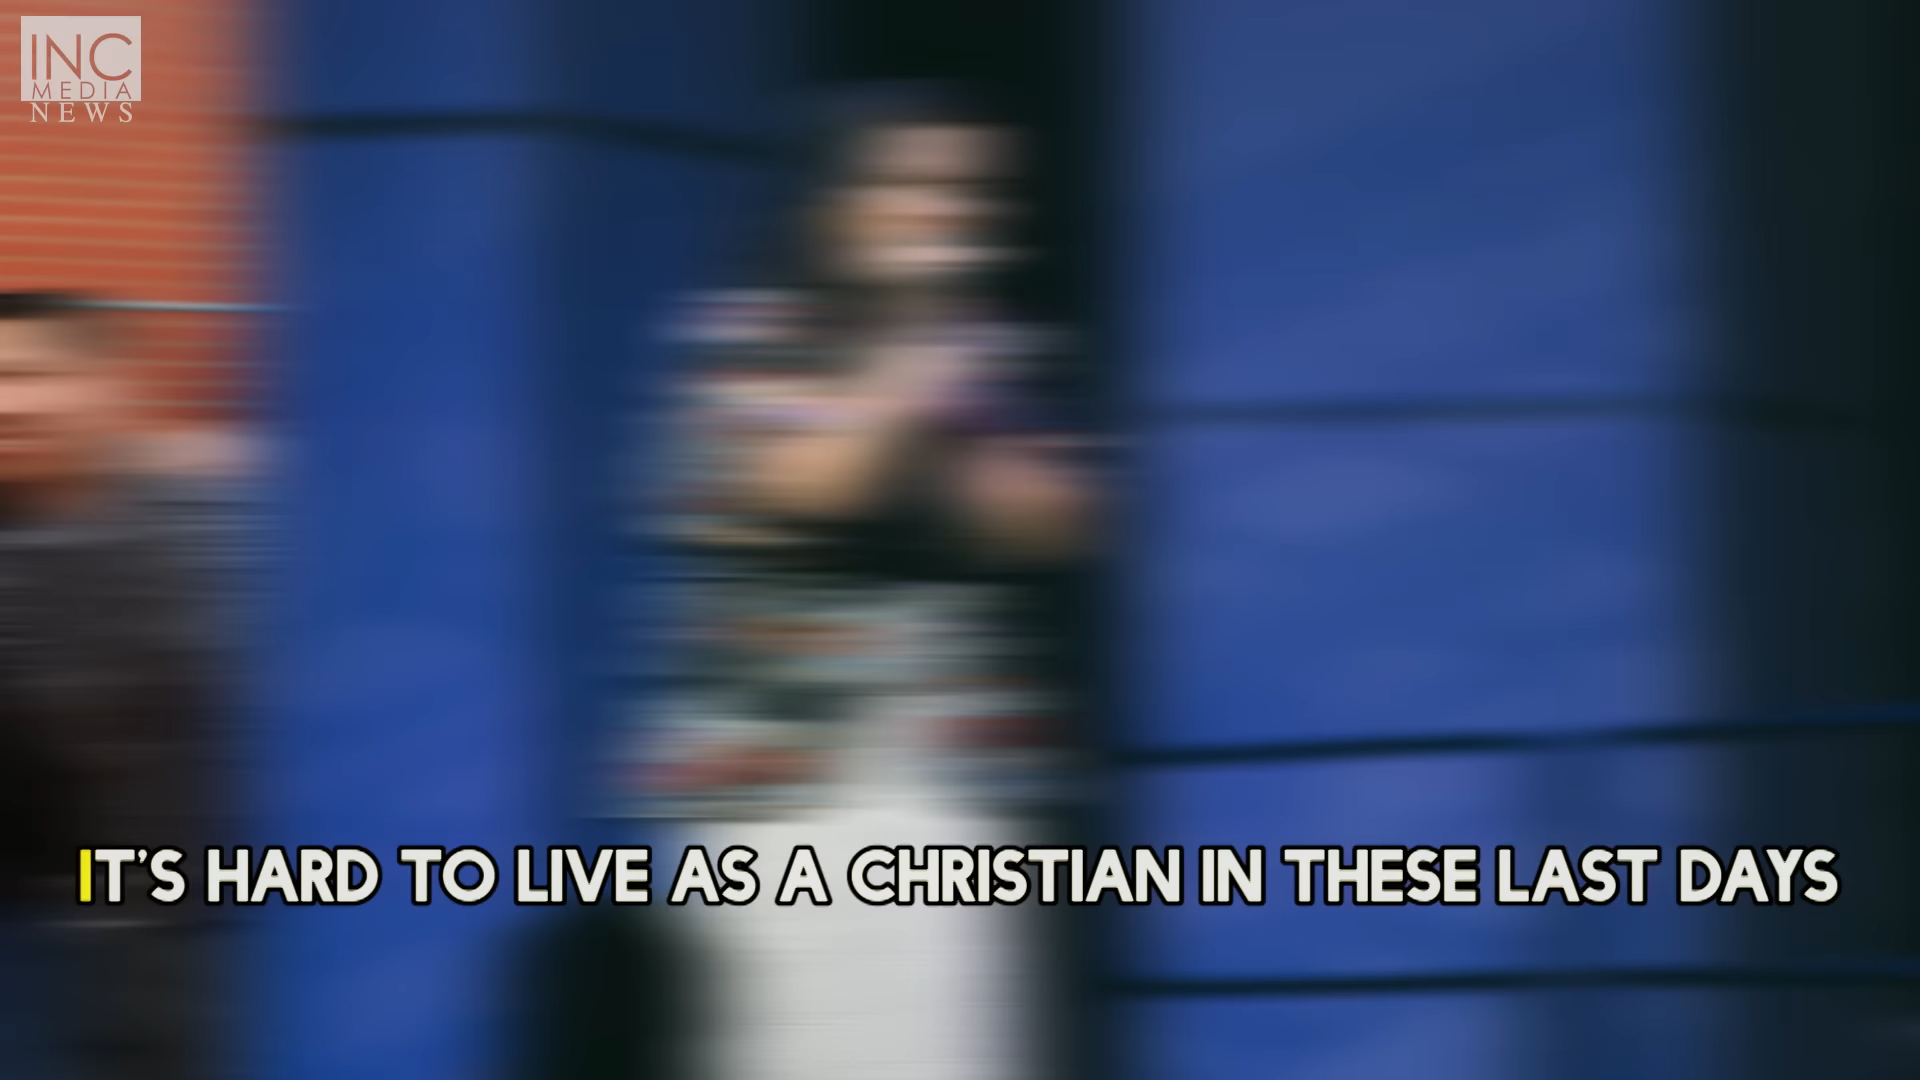 INC
MEDIA
NEWS
IT'S HARD TO LIVE AS A CHRISTIAN IN THESE LAST DAYS